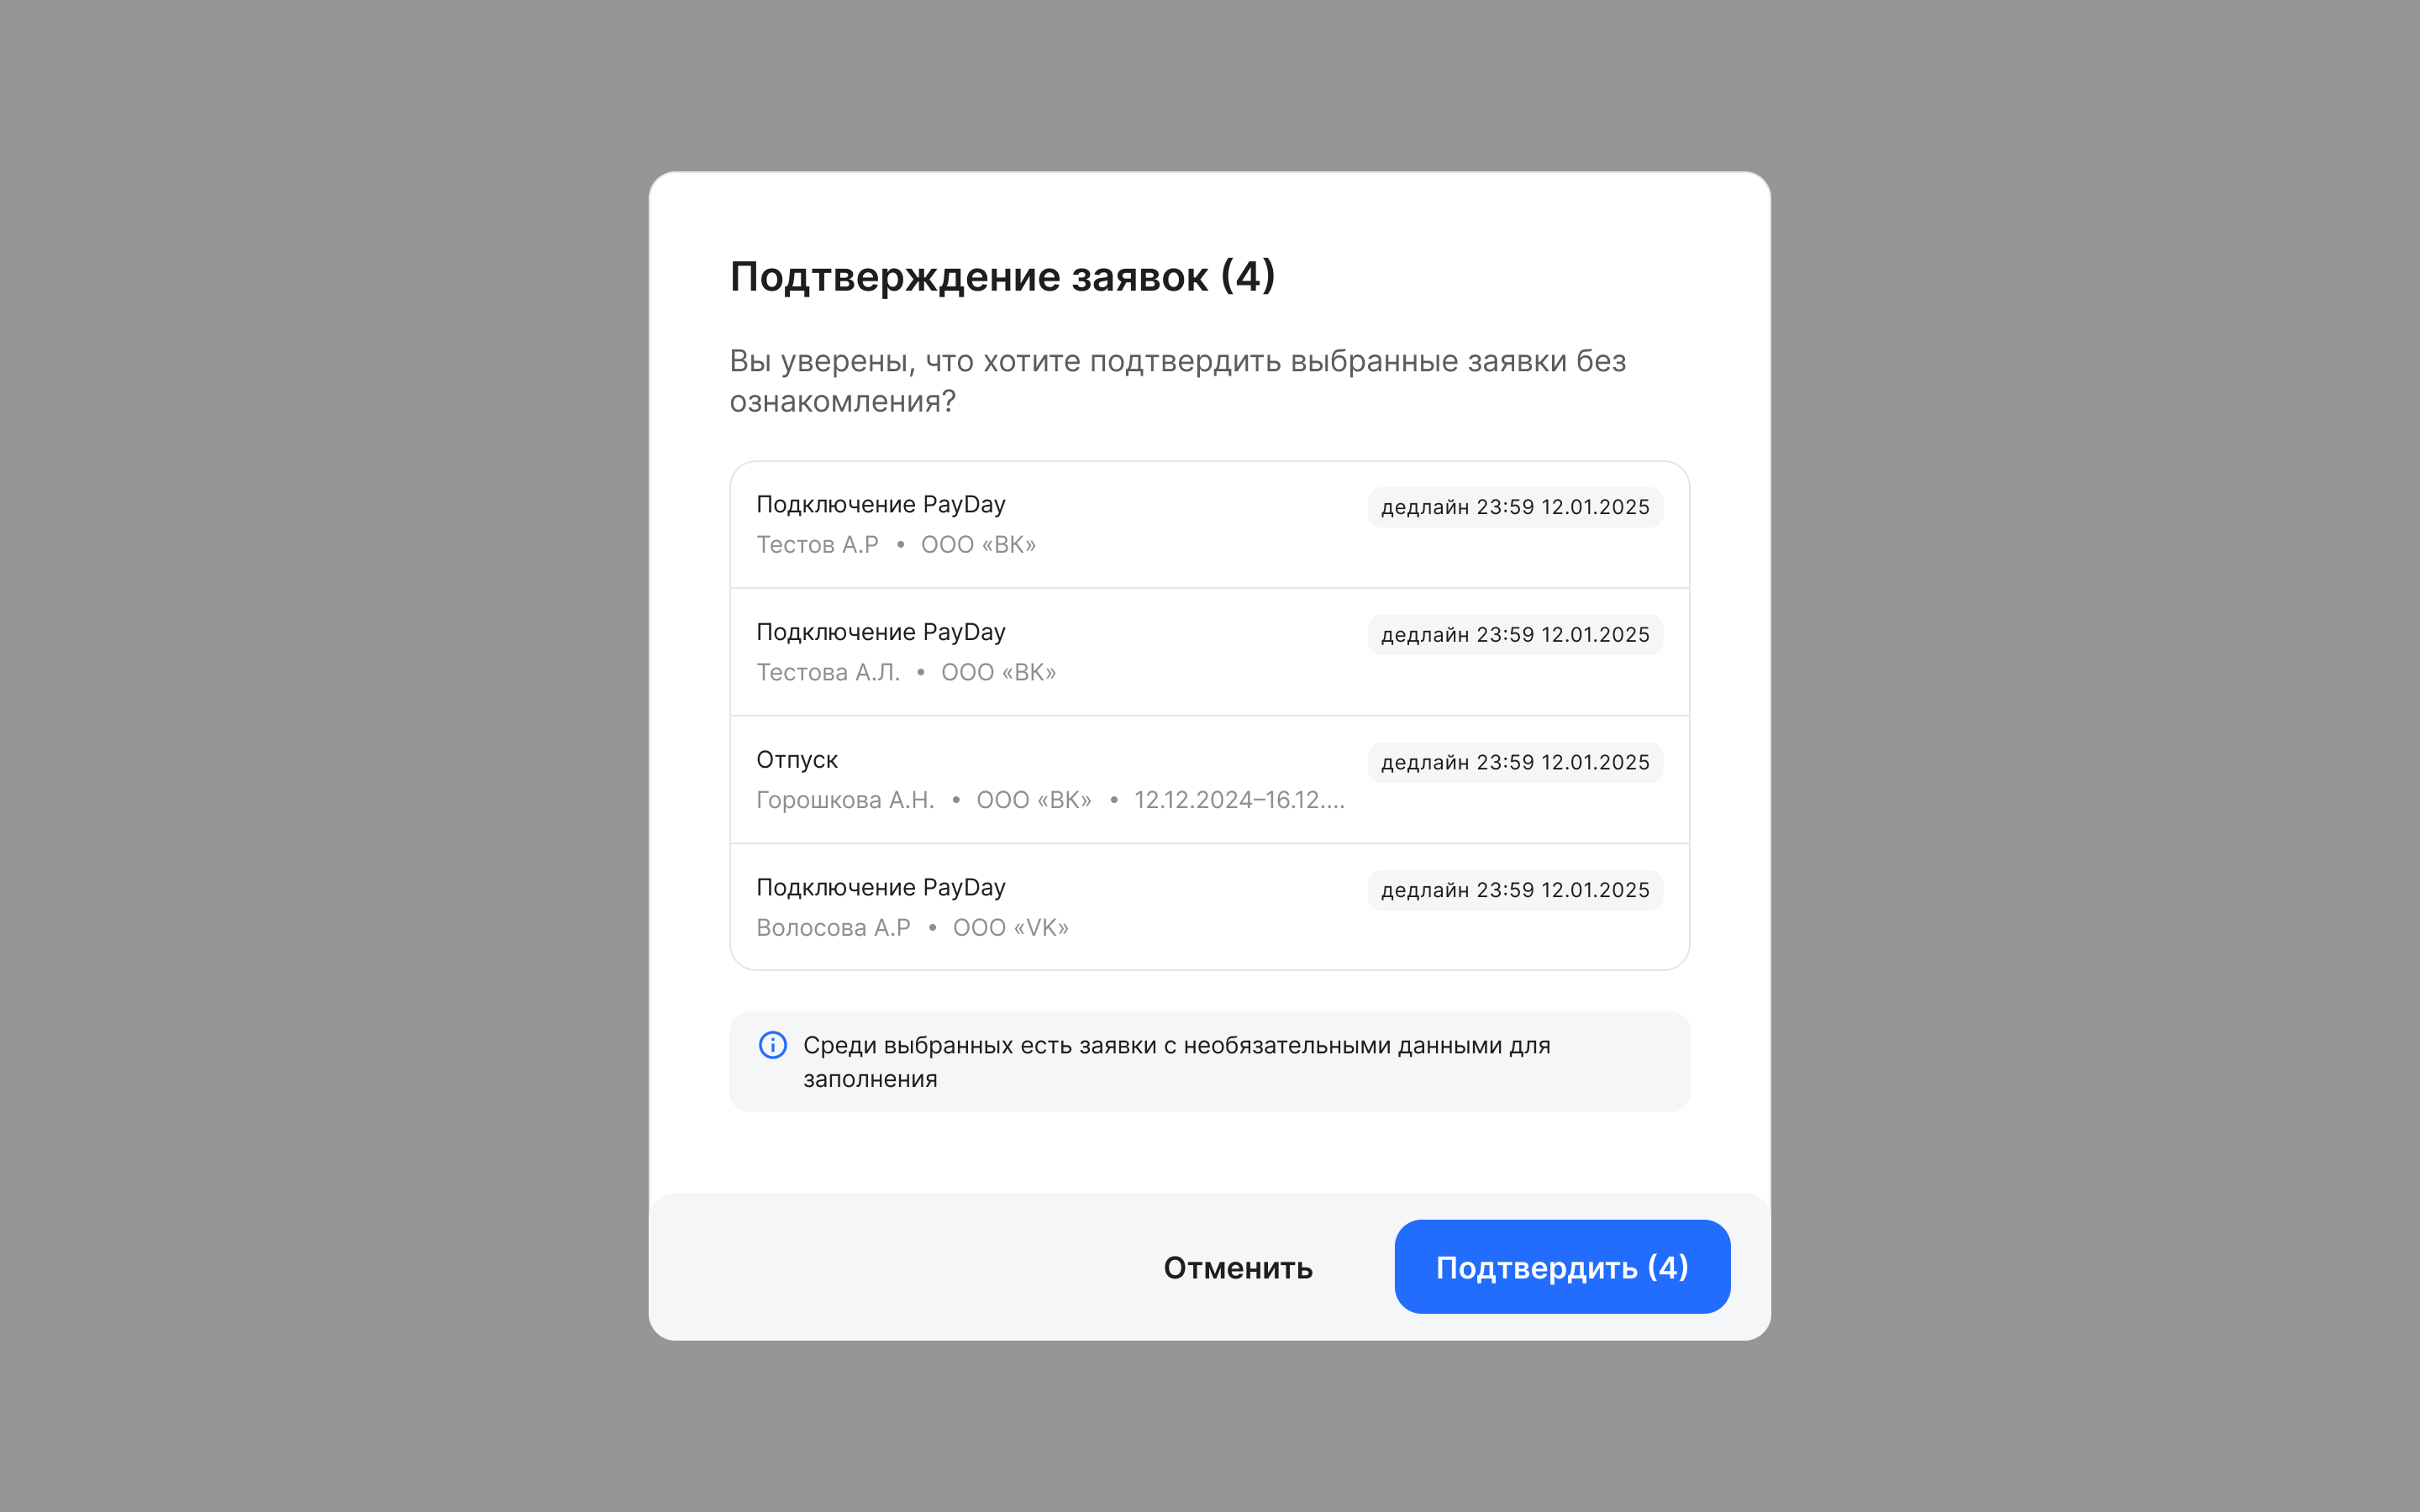 Подтверждение заявок (4)
Вы уверены, что хотите подтвердить выбранные заявки без
ознакомления?
Подключение PayDay
дедлайн 23:59 12.01.2025
Тестов А.Р • ООО «ВК»
Подключение PayDay
дедлайн 23:59 12.01.2025
Тестова А.Л. • ООО «ВК»
Отпуск
дедлайн 23:59 12.01.2025
Горошкова А.Н. • ООО «ВК» • 12.12.2024–16.12....
Подключение PayDay
дедлайн 23:59 12.01.2025
Волосова А.Р • ООО «VK»
Среди выбранных есть заявки с необязательными данными для
заполнения
Отменить
Подтвердить (4)